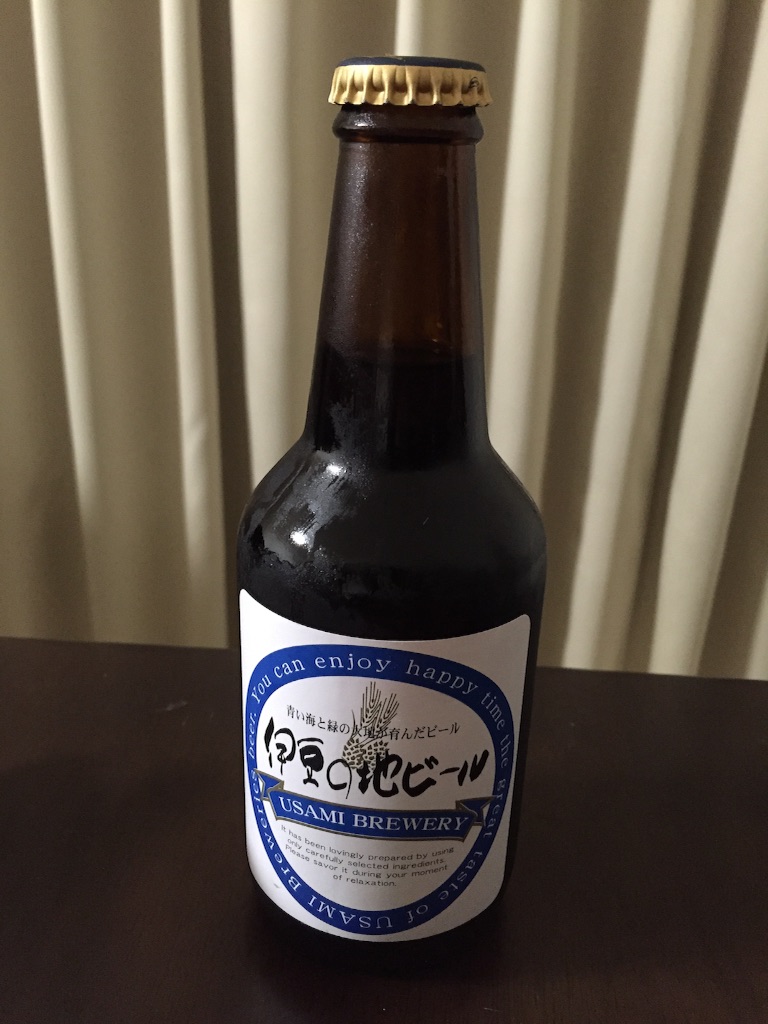 You can enjoy happy time the great taste of USAMI Breweries beer.
青い海と緑の大地が育んだビール
伊豆の地ビール
USAMI BREWERY
It has been lovingly prepared by using
only carefully selected ingredients.
Please savor it during your moment
of relaxation.